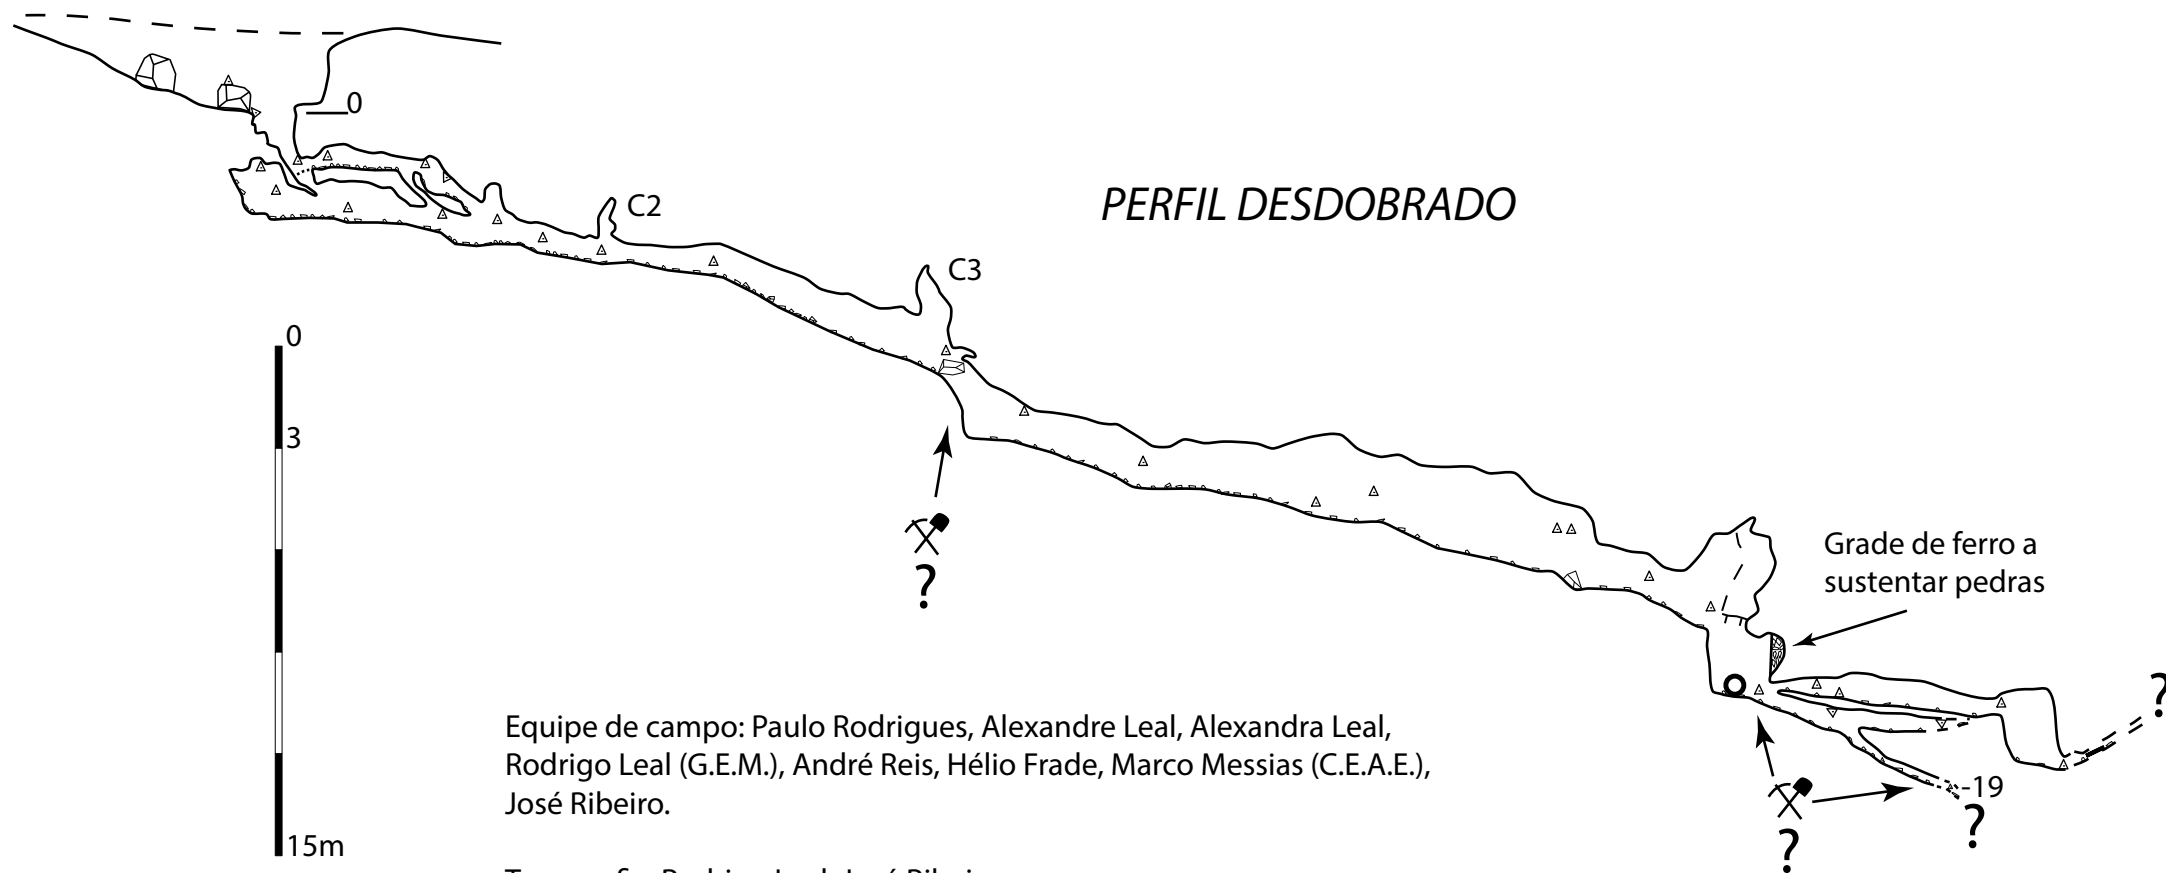 0
C2
PERFIL DESDOBRADO
C3
0
3
15m
?
Grade de ferro a
sustentar pedras
?
-19
?
?
Equipe de campo: Paulo Rodrigues, Alexandre Leal, Alexandra Leal,
Rodrigo Leal (G.E.M.), André Reis, Hélio Frade, Marco Messias (C.E.A.E.),
José Ribeiro.